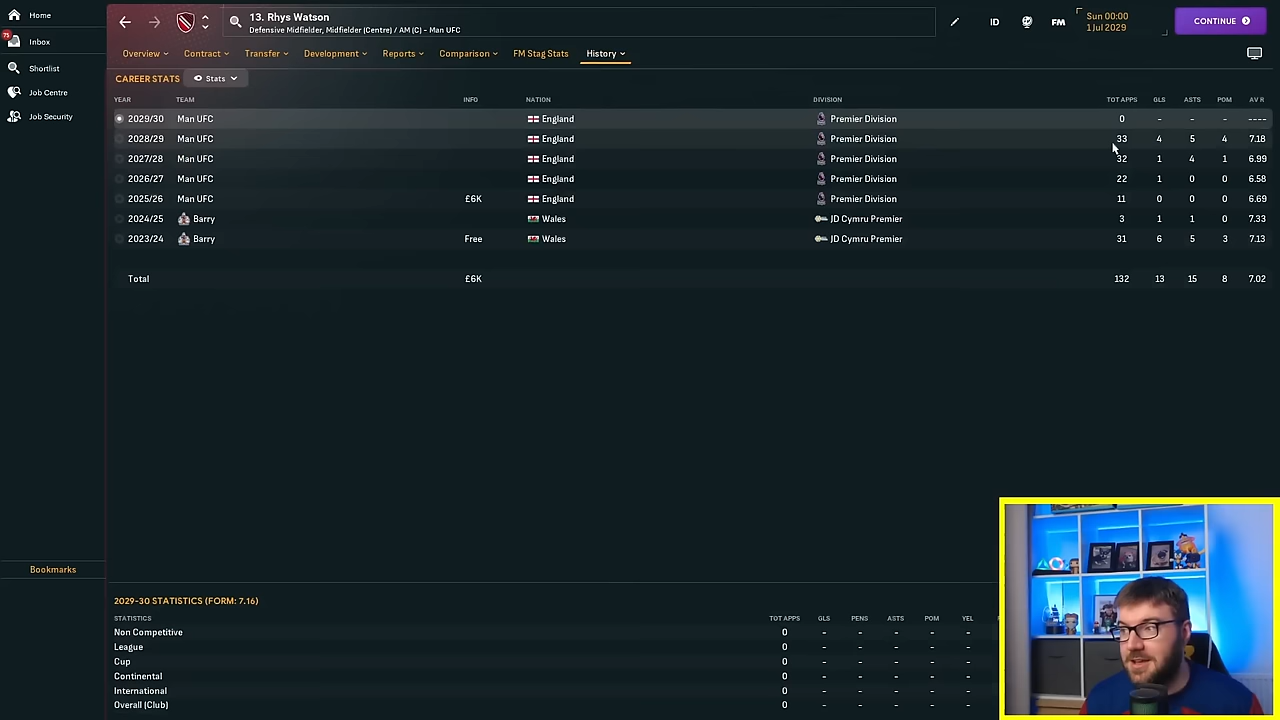 Home
75
Inbox
Shortlist
Job Centre
Job Security
Bookmarks
13. Rhys Watson
Defensive Midfielder, Midfielder (Centre) / AM (C) - Man UFC
ID
FM
Sun 00:00
1 Jul 2029
CONTINUE
Overview Contract Transfer Development Reports Comparison FM Stag Stats History
CAREER STATS Stats
YEAR TEAM INFO NATION DIVISION TOT APPS GLS ASTS POM AV R
2029/30 Man UFC England Premier Division 0 - - - ----
2028/29 Man UFC England Premier Division 33 4 5 4 7.18
2027/28 Man UFC England Premier Division 32 1 4 1 6.99
2026/27 Man UFC England Premier Division 22 1 0 0 6.58
2025/26 Man UFC £6K England Premier Division 11 0 0 0 6.69
2024/25 Barry Wales JD Cymru Premier 3 1 1 0 7.33
2023/24 Barry Free Wales JD Cymru Premier 31 6 5 3 7.13
Total £6K 132 13 15 8 7.02
2029-30 STATISTICS (FORM: 7.16)
STATISTICS TOT APPS GLS PENS ASTS POM YEL
Non Competitive 0 - - - - -
League 0 - - - - -
Cup 0 - - - - -
Continental 0 - - - - -
International 0 - - - - -
Overall (Club) 0 - - - - -